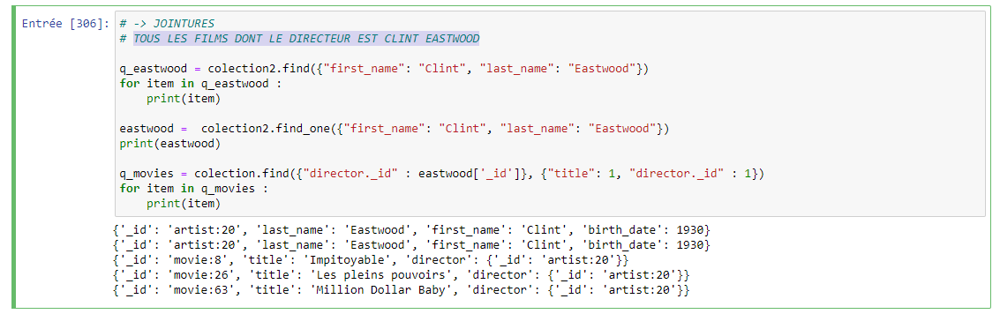 Entrée [306]: # -> JOINTURES
# TOUS LES FILMS DONT LE DIRECTEUR EST CLINT EASTWOOD
q_eastwood = colection2.find({"first_name": "Clint", "last_name": "Eastwood"})
for item in q_eastwood :
    print(item)
eastwood =  colection2.find_one({"first_name": "Clint", "last_name": "Eastwood"})
print(eastwood)
q_movies = colection.find({"director._id" : eastwood['_id']}, {"title": 1, "director._id" : 1})
for item in q_movies :
    print(item)
{'_id': 'artist:20', 'last_name': 'Eastwood', 'first_name': 'Clint', 'birth_date': 1930}
{'_id': 'artist:20', 'last_name': 'Eastwood', 'first_name': 'Clint', 'birth_date': 1930}
{'_id': 'movie:8', 'title': 'Impitoyable', 'director': {'_id': 'artist:20'}}
{'_id': 'movie:26', 'title': 'Les pleins pouvoirs', 'director': {'_id': 'artist:20'}}
{'_id': 'movie:63', 'title': 'Million Dollar Baby', 'director': {'_id': 'artist:20'}}